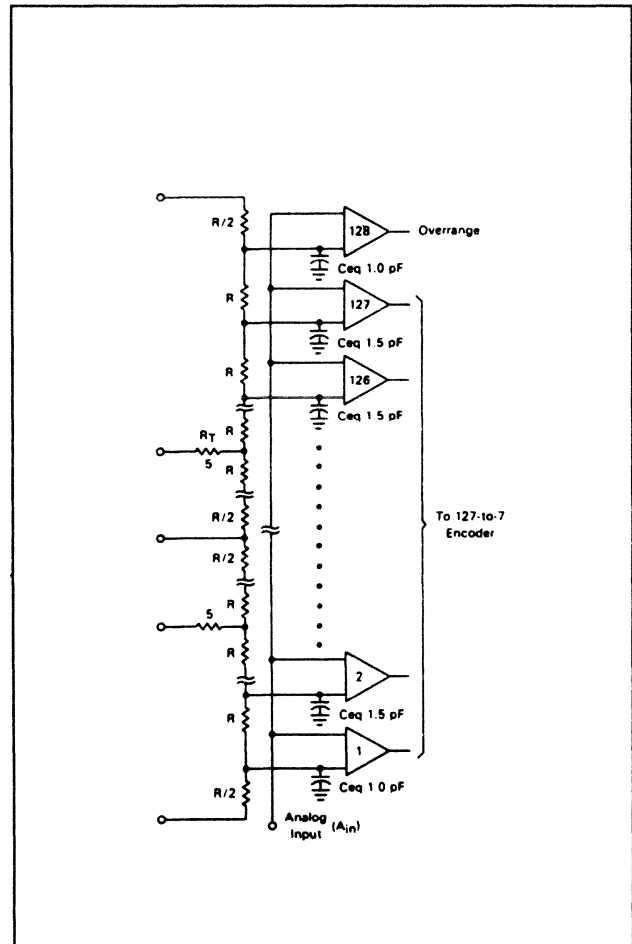 R/2
128
Overrange
Ceq 1.0 pF
R
127
Ceq 1.5 pF
R
126
Ceq 1.5 pF
R
RT
5
R
R/2
To 127-to-7
Encoder
R/2
R
5
R
2
Ceq 1.5 pF
R
1
Ceq 1 0 pF
R/2
Analog (Ain)
Input